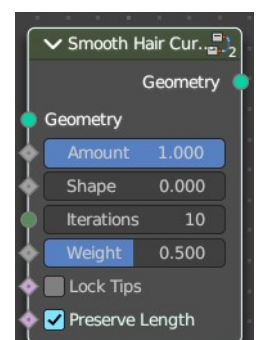 Smooth Hair Cur.. 2
Geometry
Geometry
Amount 1.000
Shape 0.000
Iterations 10
Weight 0.500
Lock Tips
Preserve Length